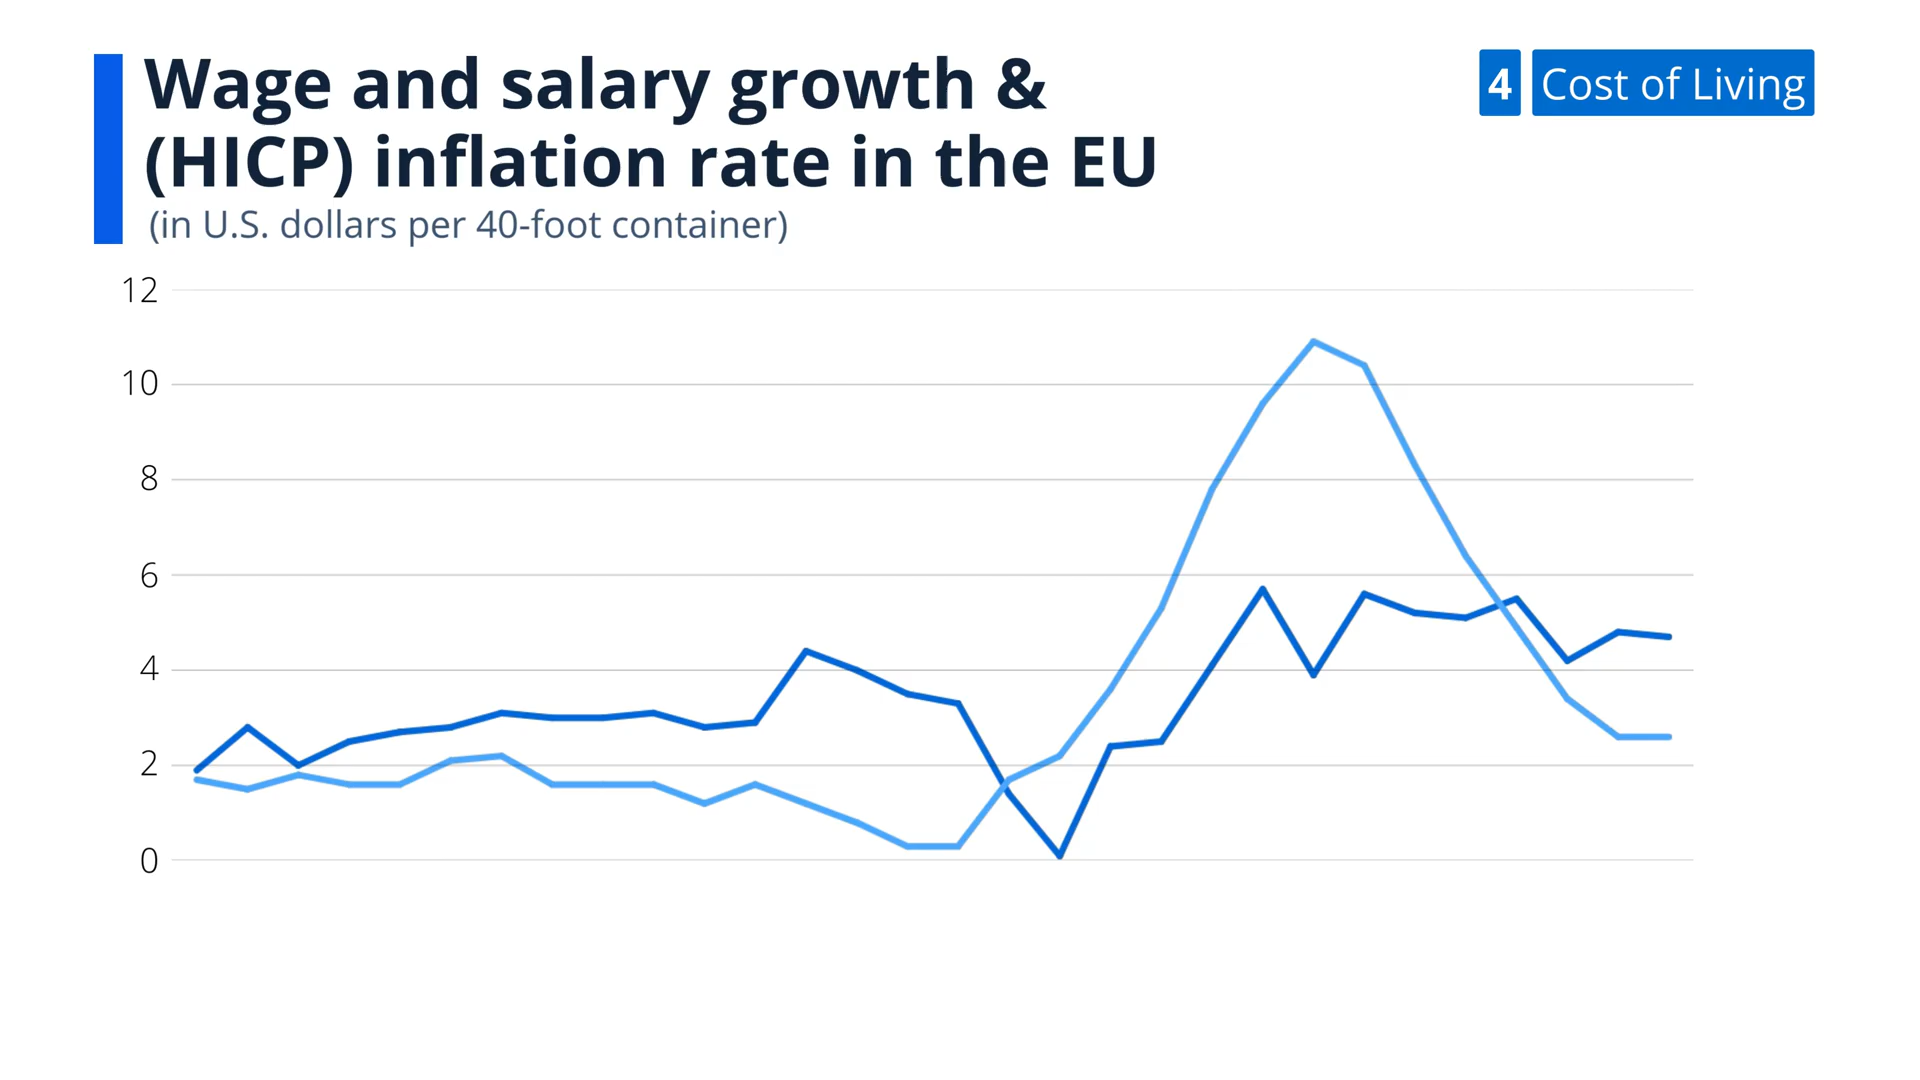 Wage and salary growth &
(HICP) inflation rate in the EU
(in U.S. dollars per 40-foot container)
4 Cost of Living
12
10
8
6
4
2
0